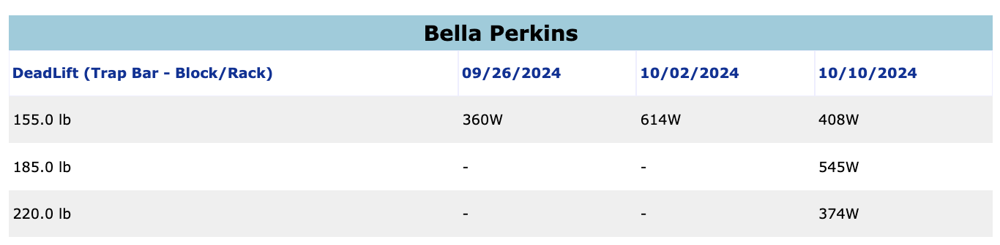 Bella Perkins
DeadLift (Trap Bar - Block/Rack) 09/26/2024 10/02/2024 10/10/2024
155.0 lb 360W 614W 408W
185.0 lb - - 545W
220.0 lb - - 374W